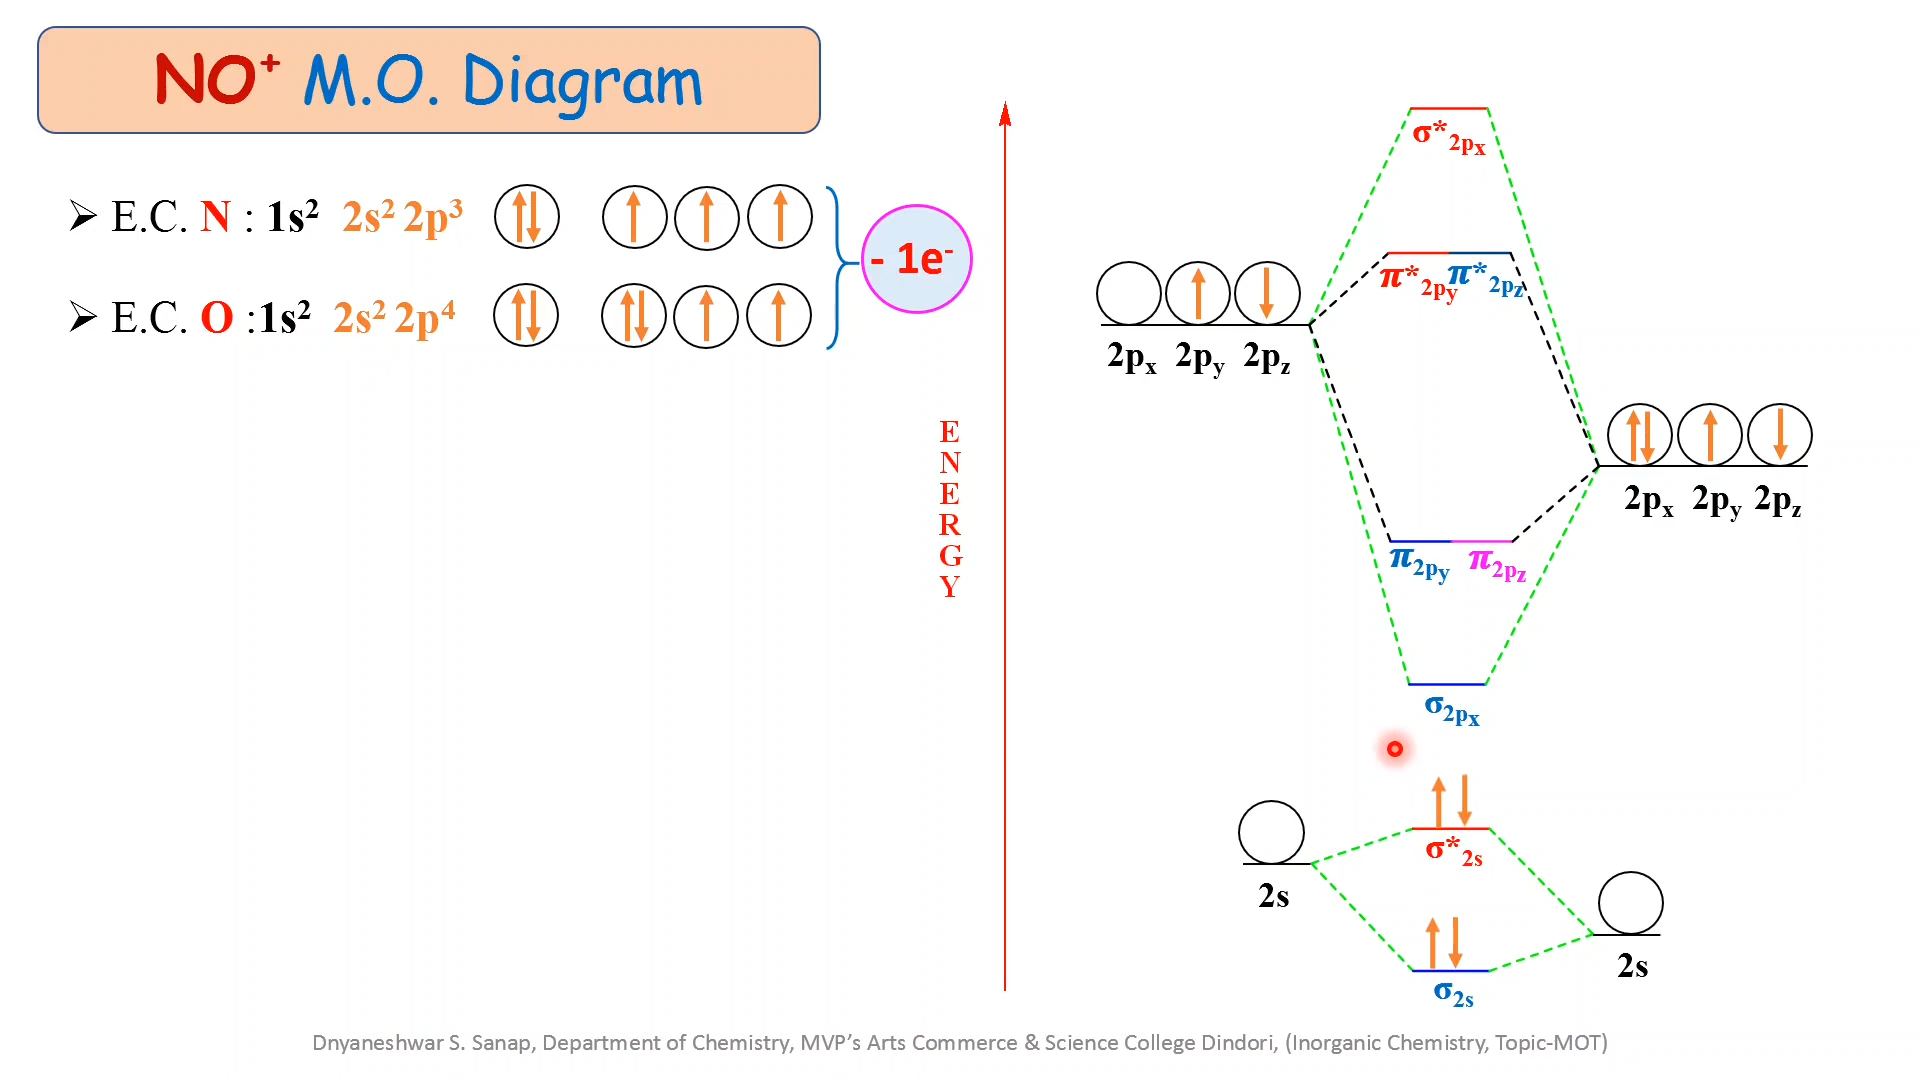 NO⁺ M.O. Diagram
➢ E.C. N : 1s² 2s² 2p³
➢ E.C. O :1s² 2s² 2p⁴
- 1e⁻
ENERGY
σ*2pₓ
π*2py π*2pz
2pₓ 2py 2pz
2pₓ 2py 2pz
π2py π2pz
σ2pₓ
σ*2s
2s
2s
σ2s
Dnyaneshwar S. Sanap, Department of Chemistry, MVP’s Arts Commerce & Science College Dindori, (Inorganic Chemistry, Topic-MOT)